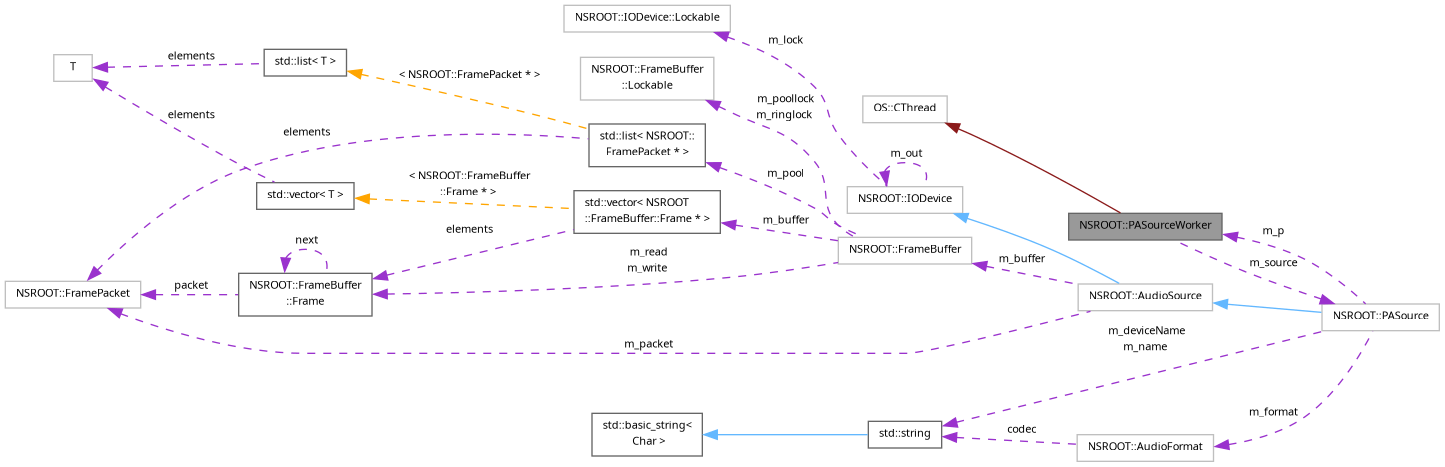 NSROOT::IODevice::Lockable
m_lock
elements
std::list< T >
T
< NSROOT::FramePacket * >
NSROOT::FrameBuffer
::Lockable
m_poollock
m_ringlock
OS::CThread
elements
elements
std::list< NSROOT::
FramePacket * >
m_out
m_pool
< NSROOT::FrameBuffer
::Frame * >
std::vector< T >
std::vector< NSROOT
::FrameBuffer::Frame * >
NSROOT::IODevice
m_buffer
NSROOT::PASourceWorker
m_p
elements
next
m_read
m_write
NSROOT::FrameBuffer
m_buffer
m_source
NSROOT::FramePacket
packet
NSROOT::FrameBuffer
::Frame
NSROOT::AudioSource
NSROOT::PASource
m_packet
m_deviceName
m_name
m_format
std::basic_string<
Char >
std::string
codec
NSROOT::AudioFormat